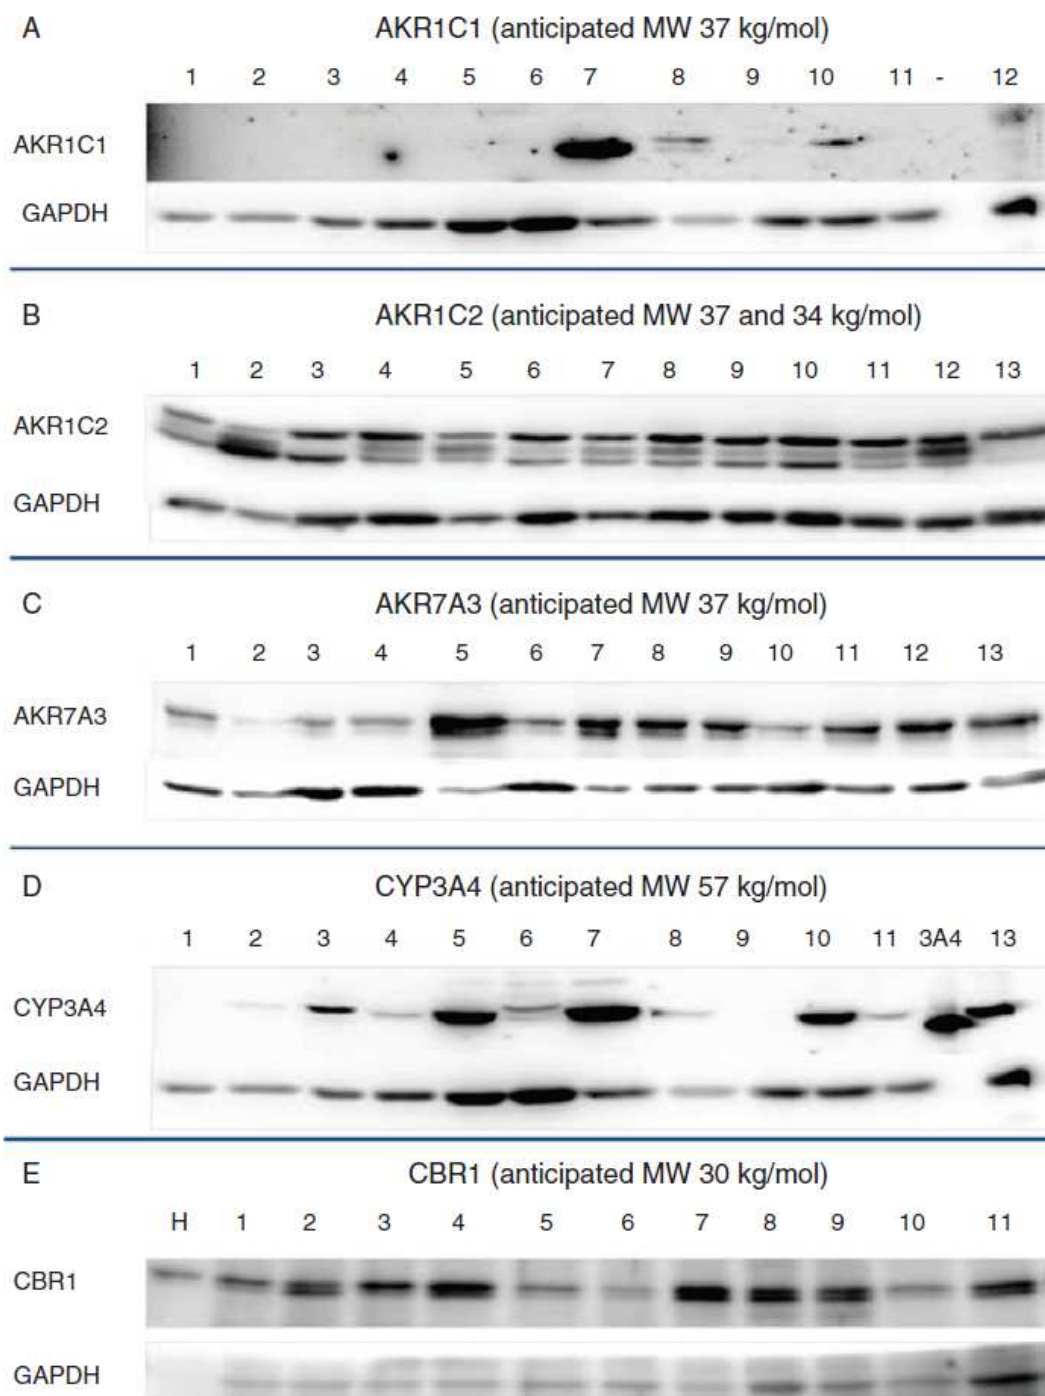 A AKR1C1 (anticipated MW 37 kg/mol)
1 2 3 4 5 6 7 8 9 10 11 - 12
AKR1C1
GAPDH
B AKR1C2 (anticipated MW 37 and 34 kg/mol)
1 2 3 4 5 6 7 8 9 10 11 12 13
AKR1C2
GAPDH
C AKR7A3 (anticipated MW 37 kg/mol)
1 2 3 4 5 6 7 8 9 10 11 12 13
AKR7A3
GAPDH
D CYP3A4 (anticipated MW 57 kg/mol)
1 2 3 4 5 6 7 8 9 10 11 3A4 13
CYP3A4
GAPDH
E CBR1 (anticipated MW 30 kg/mol)
H 1 2 3 4 5 6 7 8 9 10 11
CBR1
GAPDH